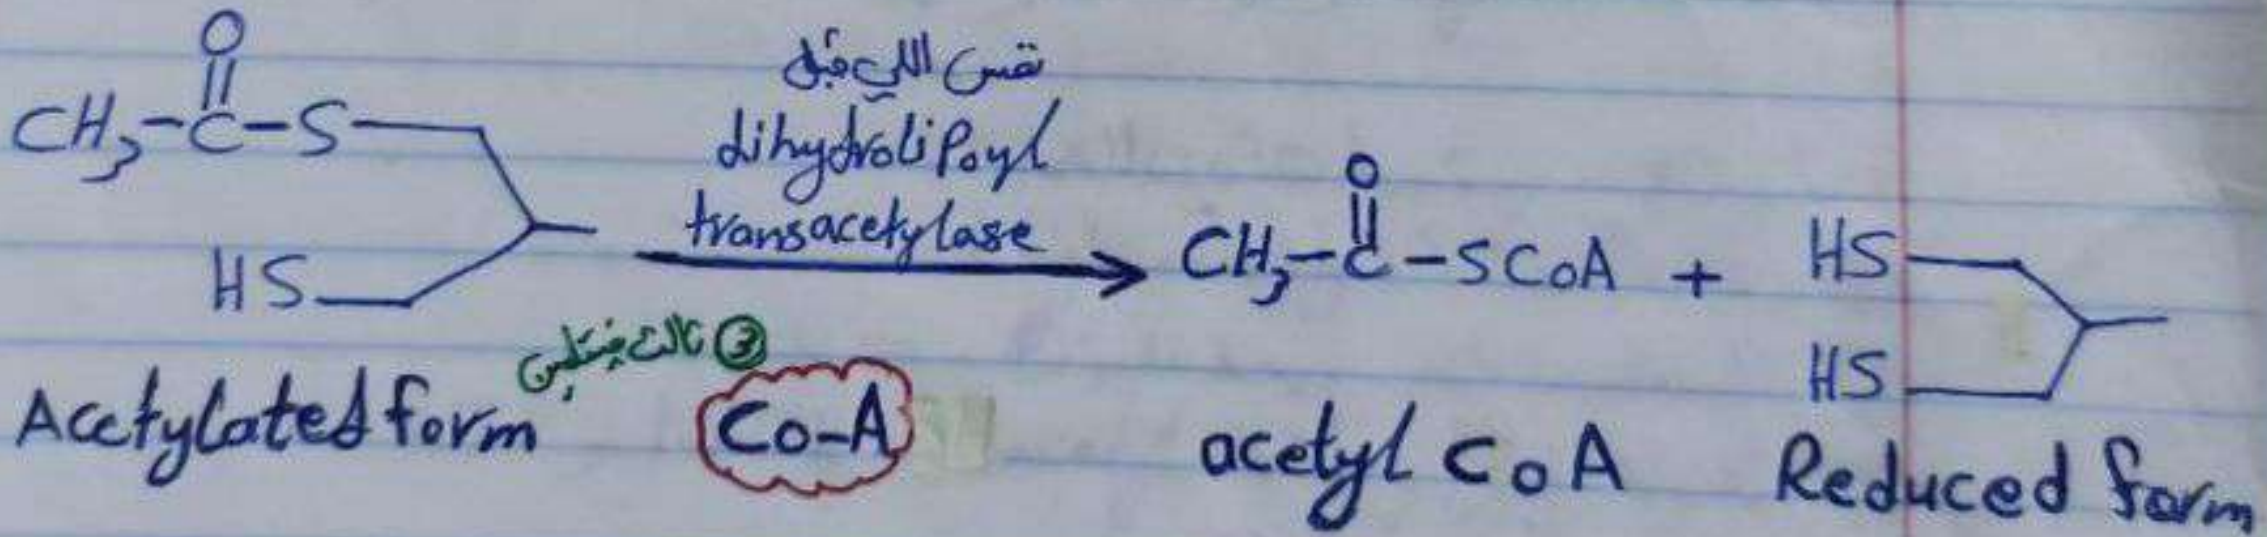 نفس اللي قبل
dihydrolipoyl
transacetylase
CH₃-C-S
O
HS
CH₃-C-SCoA + HS
O
HS
③ ثالث
Acetylated form
Co-A
acetyl CoA
Reduced form